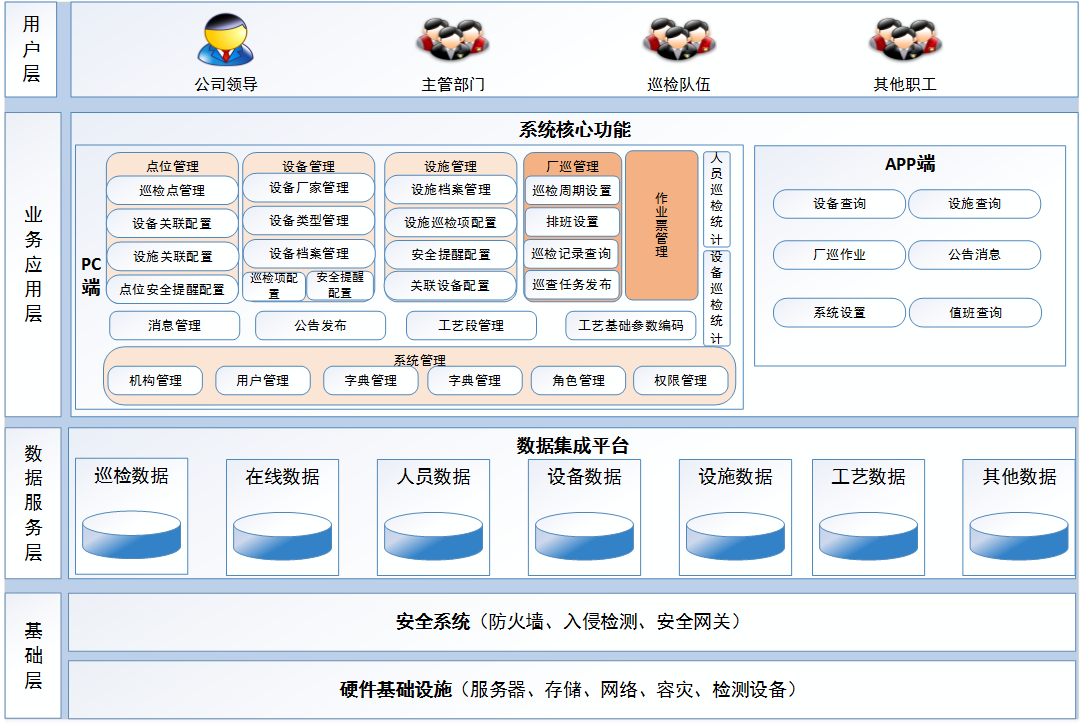 用户层
公司领导
主管部门
巡检队伍
其他职工
业务应用层
系统核心功能
PC端
点位管理
巡检点管理
设备关联配置
设施关联配置
点位安全提醒配置
设备管理
设备厂家管理
设备类型管理
设备档案管理
巡检项配
置
安全提醒
配置
设施管理
设施档案管理
设施巡检项配置
安全提醒配置
关联设备配置
厂巡管理
巡检周期设置
排班设置
巡检记录查询
巡查任务发布
作业票管理
人员巡检统计
设备巡检统计
消息管理
公告发布
工艺段管理
工艺基础参数编码
系统管理
机构管理
用户管理
字典管理
字典管理
角色管理
权限管理
APP端
设备查询
设施查询
厂巡作业
公告消息
系统设置
值班查询
数据服务层
数据集成平台
巡检数据
在线数据
人员数据
设备数据
设施数据
工艺数据
其他数据
基础层
安全系统（防火墙、入侵检测、安全网关）
硬件基础设施（服务器、存储、网络、容灾、检测设备）